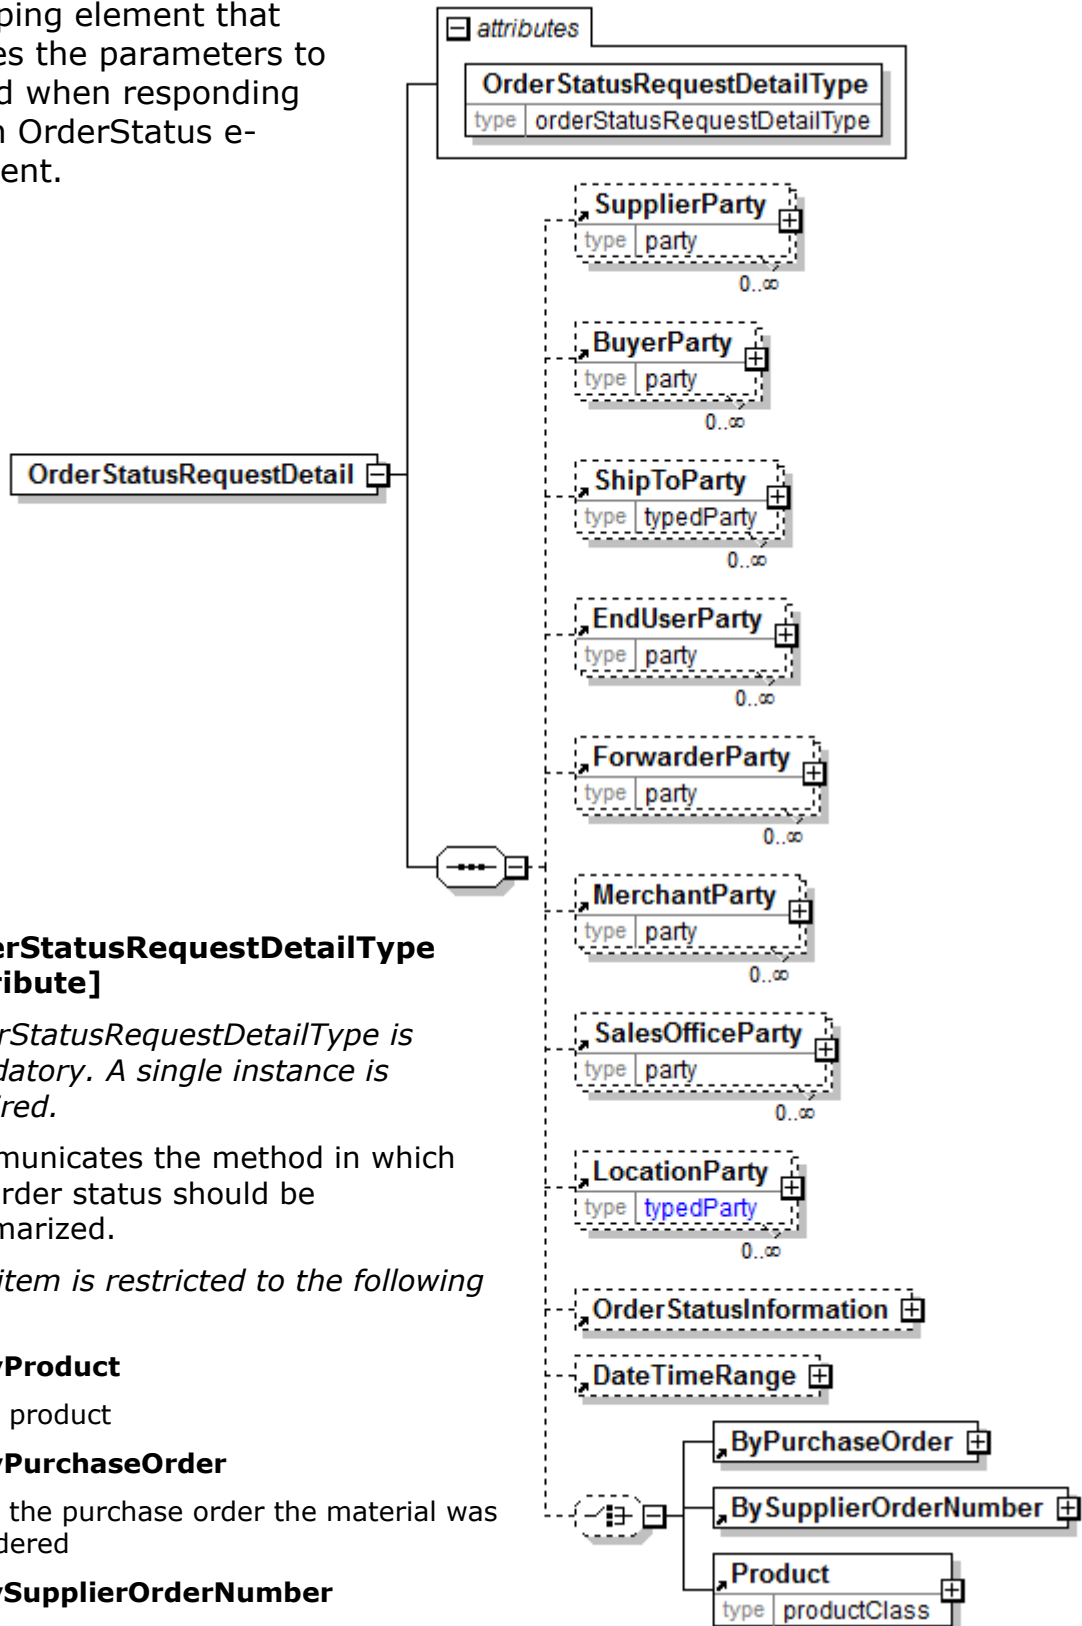 ping element that
es the parameters to
d when responding
n OrderStatus e-
ent.
attributes
OrderStatusRequestDetailType
type orderStatusRequestDetailType
SupplierParty
type party
0..∞
BuyerParty
type party
0..∞
OrderStatusRequestDetail
ShipToParty
type typedParty
0..∞
EndUserParty
type party
0..∞
ForwarderParty
type party
0..∞
MerchantParty
type party
0..∞
SalesOfficeParty
type party
0..∞
LocationParty
type typedParty
0..∞
OrderStatusInformation
DateTimeRange
ByPurchaseOrder
BySupplierOrderNumber
Product
type productClass
erStatusRequestDetailType
ribute]
rStatusRequestDetailType is
datory. A single instance is
ired.
municates the method in which
rder status should be
marized.
item is restricted to the following
yProduct
product
yPurchaseOrder
the purchase order the material was
dered
ySupplierOrderNumber